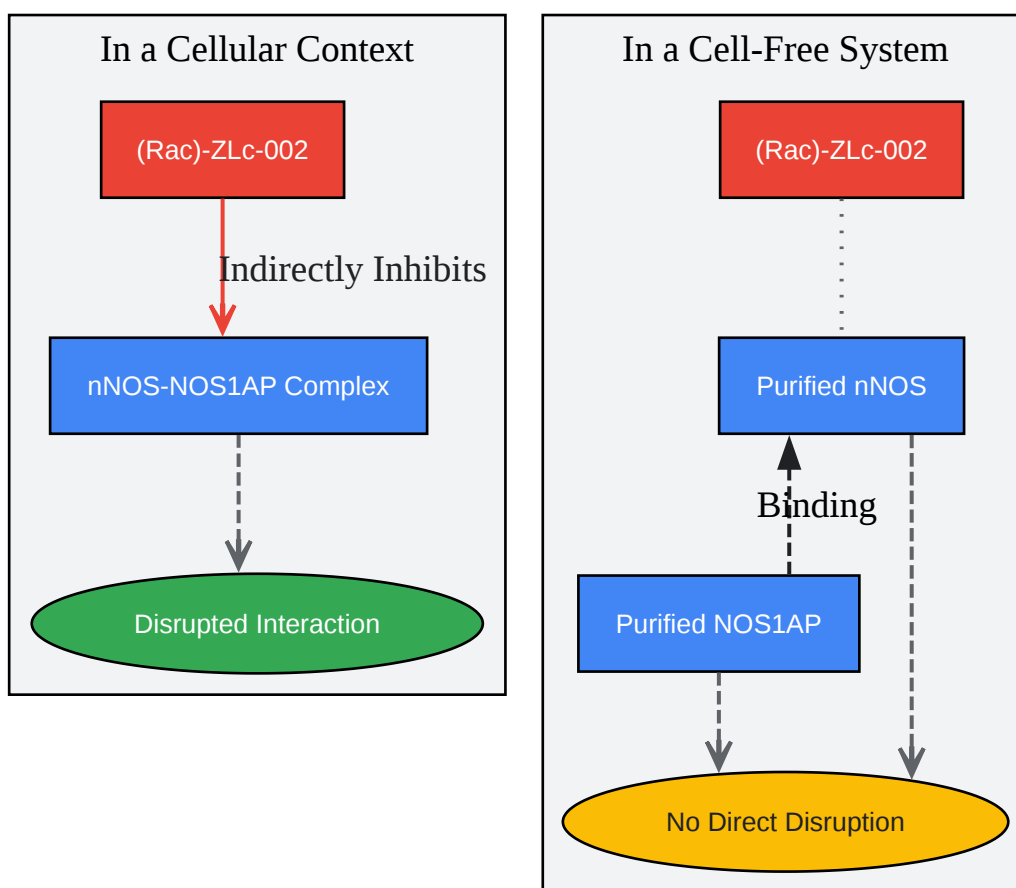 In a Cellular Context
(Rac)-ZLc-002
Indirectly Inhibits
nNOS-NOS1AP Complex
Disrupted Interaction
In a Cell-Free System
(Rac)-ZLc-002
Purified nNOS
Binding
Purified NOS1AP
No Direct Disruption